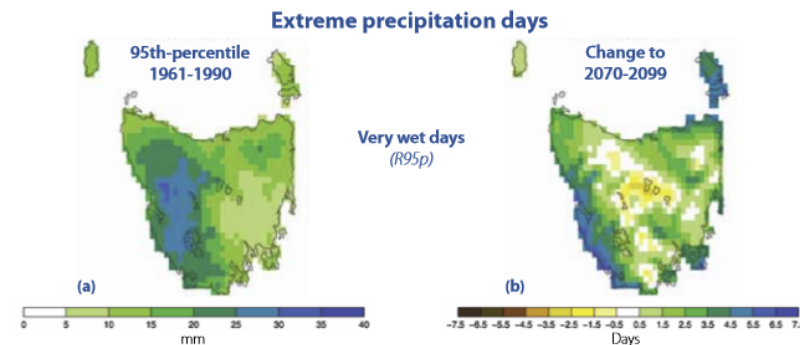 Extreme precipitation days
95th-percentile
1961-1990
Change to
2070-2099
Very wet days
(R95p)
(a)
(b)
0 5 10 15 20 25 30 35 40
mm
-7.5 -6.5 -5.5 -4.5 -3.5 -2.5 -1.5 -0.5 0.5 1.5 2.5 3.5 4.5 5.5 6.5
Days